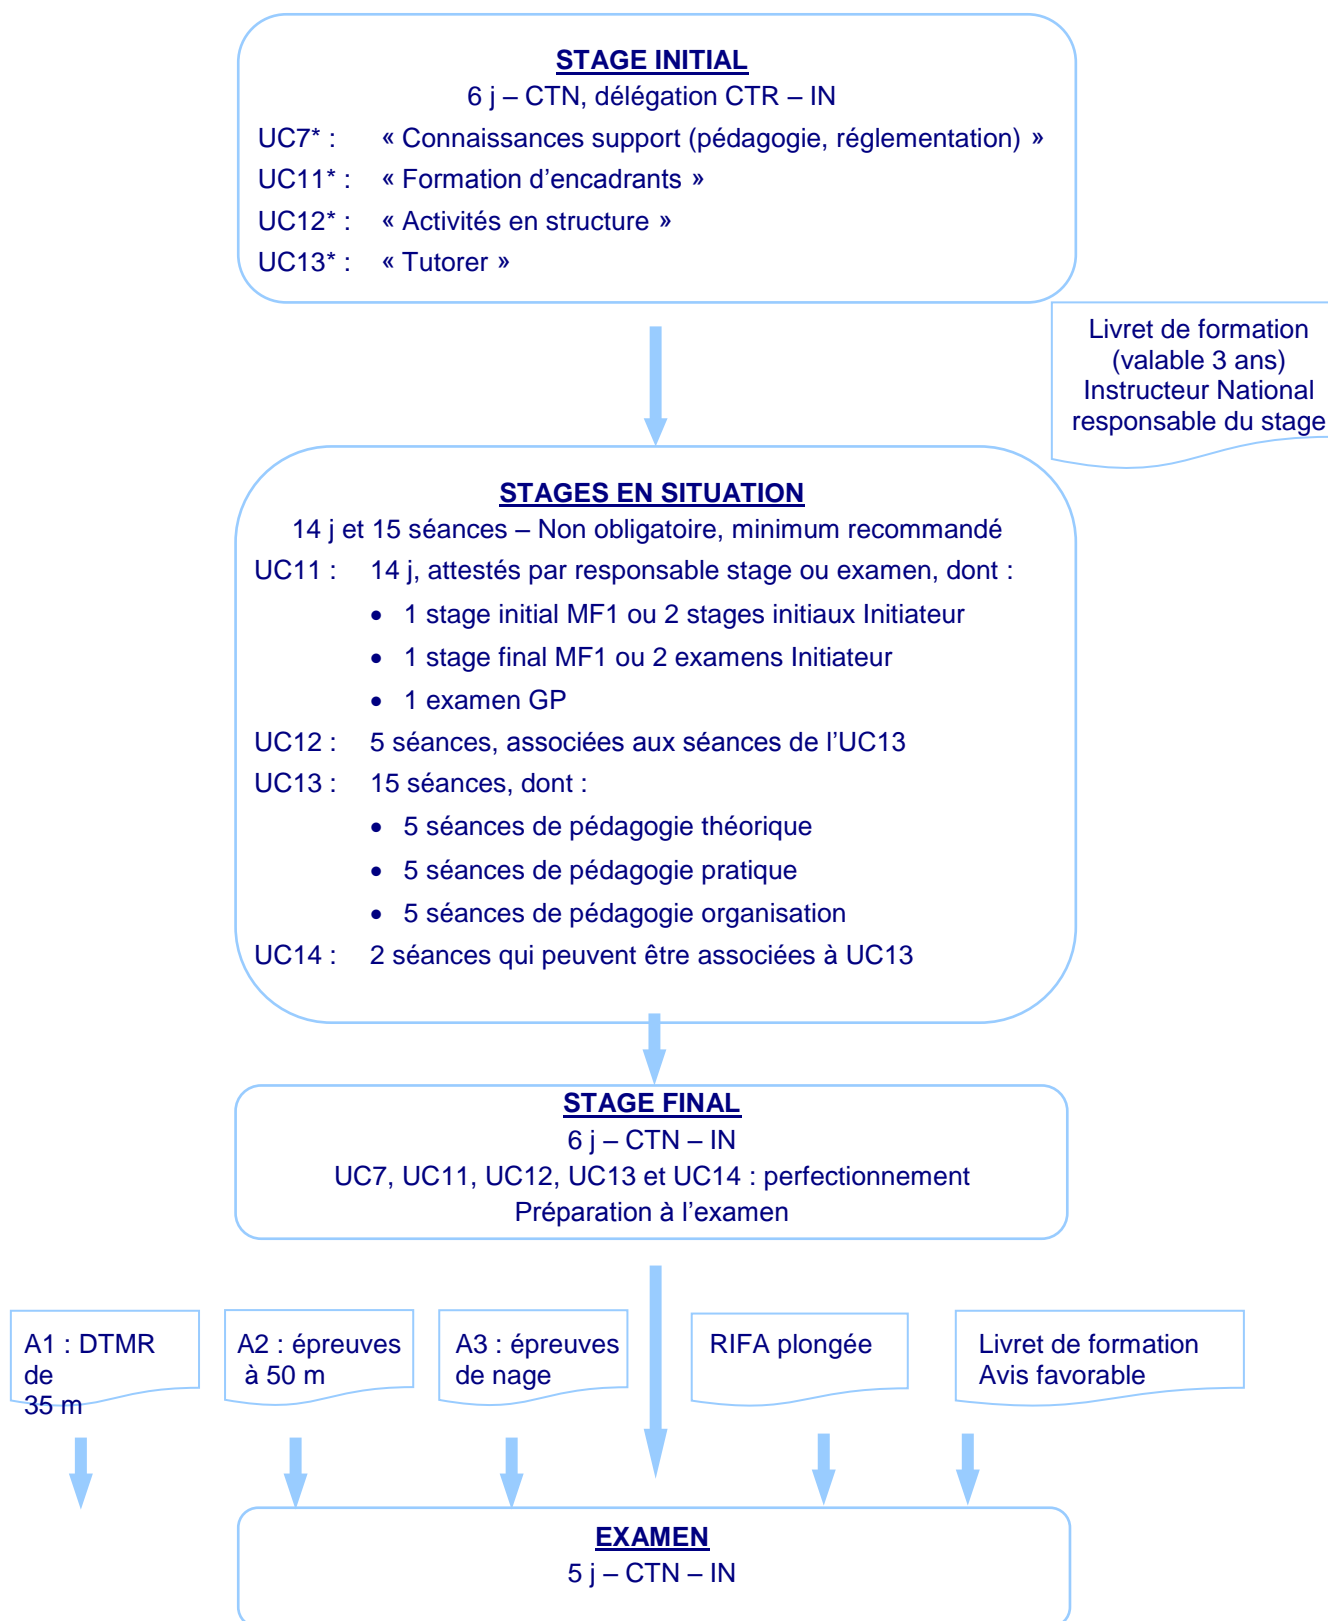 STAGE INITIAL
6 j – CTN, délégation CTR – IN
UC7* : « Connaissances support (pédagogie, réglementation) »
UC11* : « Formation d’encadrants »
UC12* : « Activités en structure »
UC13* : « Tutorer »
Livret de formation
(valable 3 ans)
Instructeur National
responsable du stage
STAGES EN SITUATION
14 j et 15 séances – Non obligatoire, minimum recommandé
UC11 : 14 j, attestés par responsable stage ou examen, dont :
• 1 stage initial MF1 ou 2 stages initiaux Initiateur
• 1 stage final MF1 ou 2 examens Initiateur
• 1 examen GP
UC12 : 5 séances, associées aux séances de l’UC13
UC13 : 15 séances, dont :
• 5 séances de pédagogie théorique
• 5 séances de pédagogie pratique
• 5 séances de pédagogie organisation
UC14 : 2 séances qui peuvent être associées à UC13
STAGE FINAL
6 j – CTN – IN
UC7, UC11, UC12, UC13 et UC14 : perfectionnement
Préparation à l’examen
A1 : DTMR
de
35 m
A2 : épreuves
à 50 m
A3 : épreuves
de nage
RIFA plongée
Livret de formation
Avis favorable
EXAMEN
5 j – CTN – IN